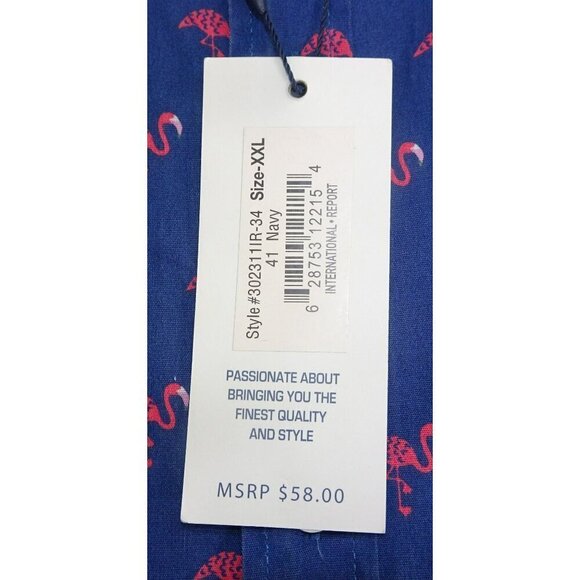 Style #302311IR-34 Size-XXL
41 Navy
6 28753 12215 4
INTERNATIONAL • REPORT
PASSIONATE ABOUT
BRINGING YOU THE
FINEST QUALITY
AND STYLE
MSRP $58.00